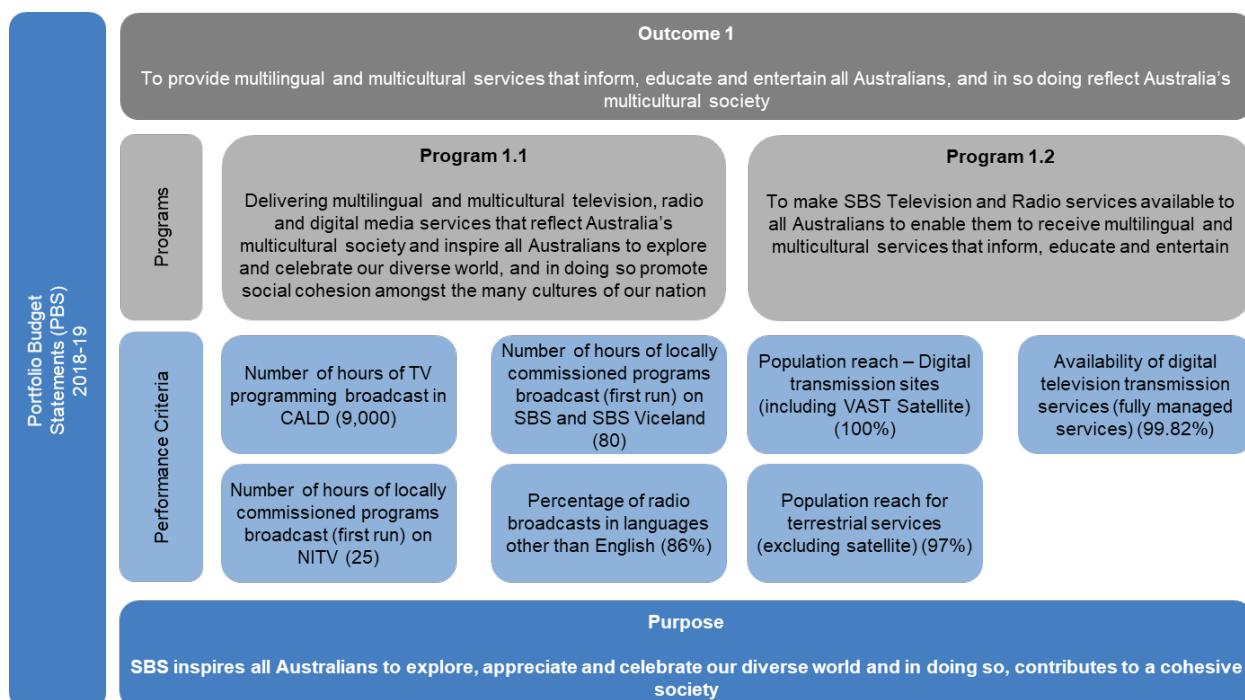 Portfolio Budget
Statements (PBS)
2018-19
Outcome 1
To provide multilingual and multicultural services that inform, educate and entertain all Australians, and in so doing reflect Australia's
multicultural society
Programs
Program 1.1
Delivering multilingual and multicultural television, radio
and digital media services that reflect Australia's
multicultural society and inspire all Australians to explore
and celebrate our diverse world, and in doing so promote
social cohesion amongst the many cultures of our nation
Program 1.2
To make SBS Television and Radio services available to
all Australians to enable them to receive multilingual and
multicultural services that inform, educate and entertain
Performance Criteria
Number of hours of TV
programming broadcast in
CALD (9,000)
Number of hours of locally
commissioned programs
broadcast (first run) on
SBS and SBS Viceland
(80)
Population reach – Digital
transmission sites
(including VAST Satellite)
(100%)
Availability of digital
television transmission
services (fully managed
services) (99.82%)
Number of hours of locally
commissioned programs
broadcast (first run) on
NITV (25)
Percentage of radio
broadcasts in languages
other than English (86%)
Population reach for
terrestrial services
(excluding satellite) (97%)
Purpose
SBS inspires all Australians to explore, appreciate and celebrate our diverse world and in doing so, contributes to a cohesive
society